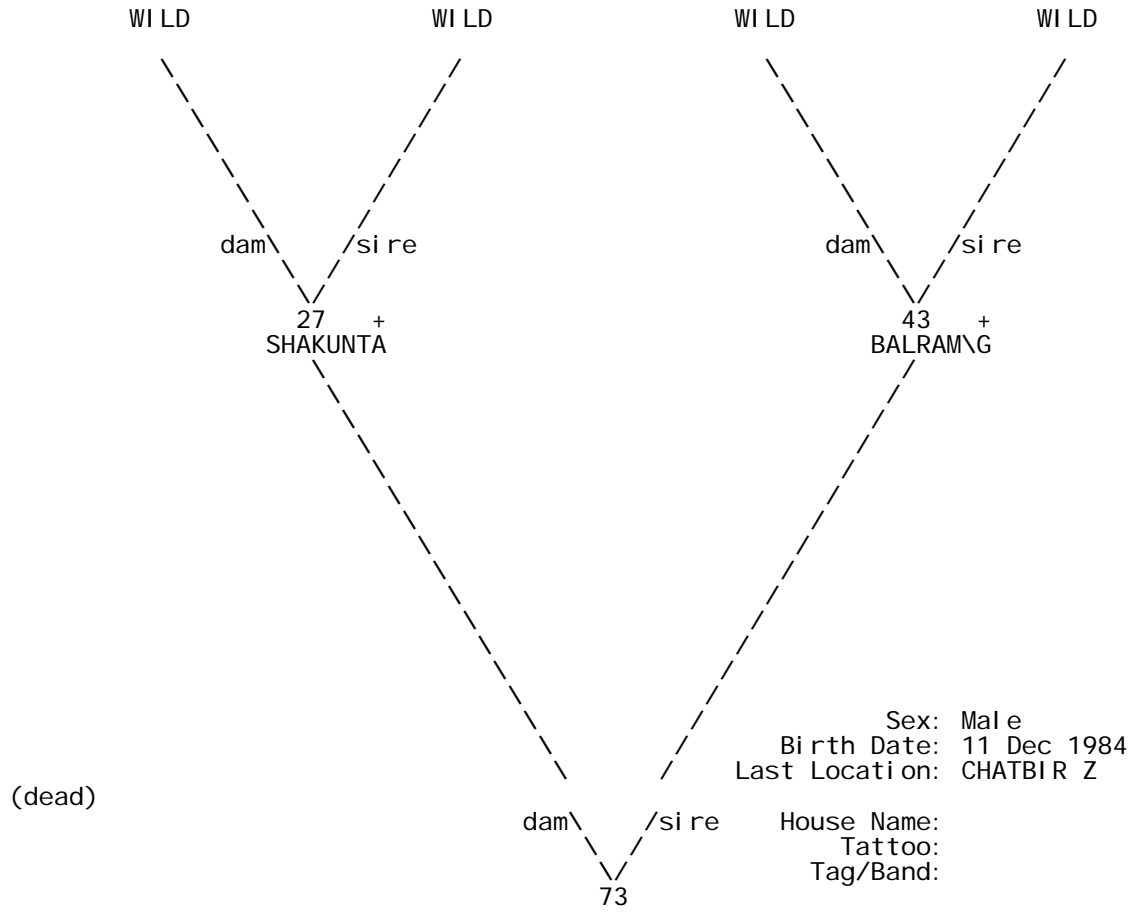 WILD WILD WILD WILD
dam\ /sire dam\ /sire
27 + 43 +
SHAKUNTA BALRAM\G
Sex: Male
Birth Date: 11 Dec 1984
Last Location: CHATBIR Z
(dead)
dam\ /sire House Name:
Tattoo:
Tag/Band:
73